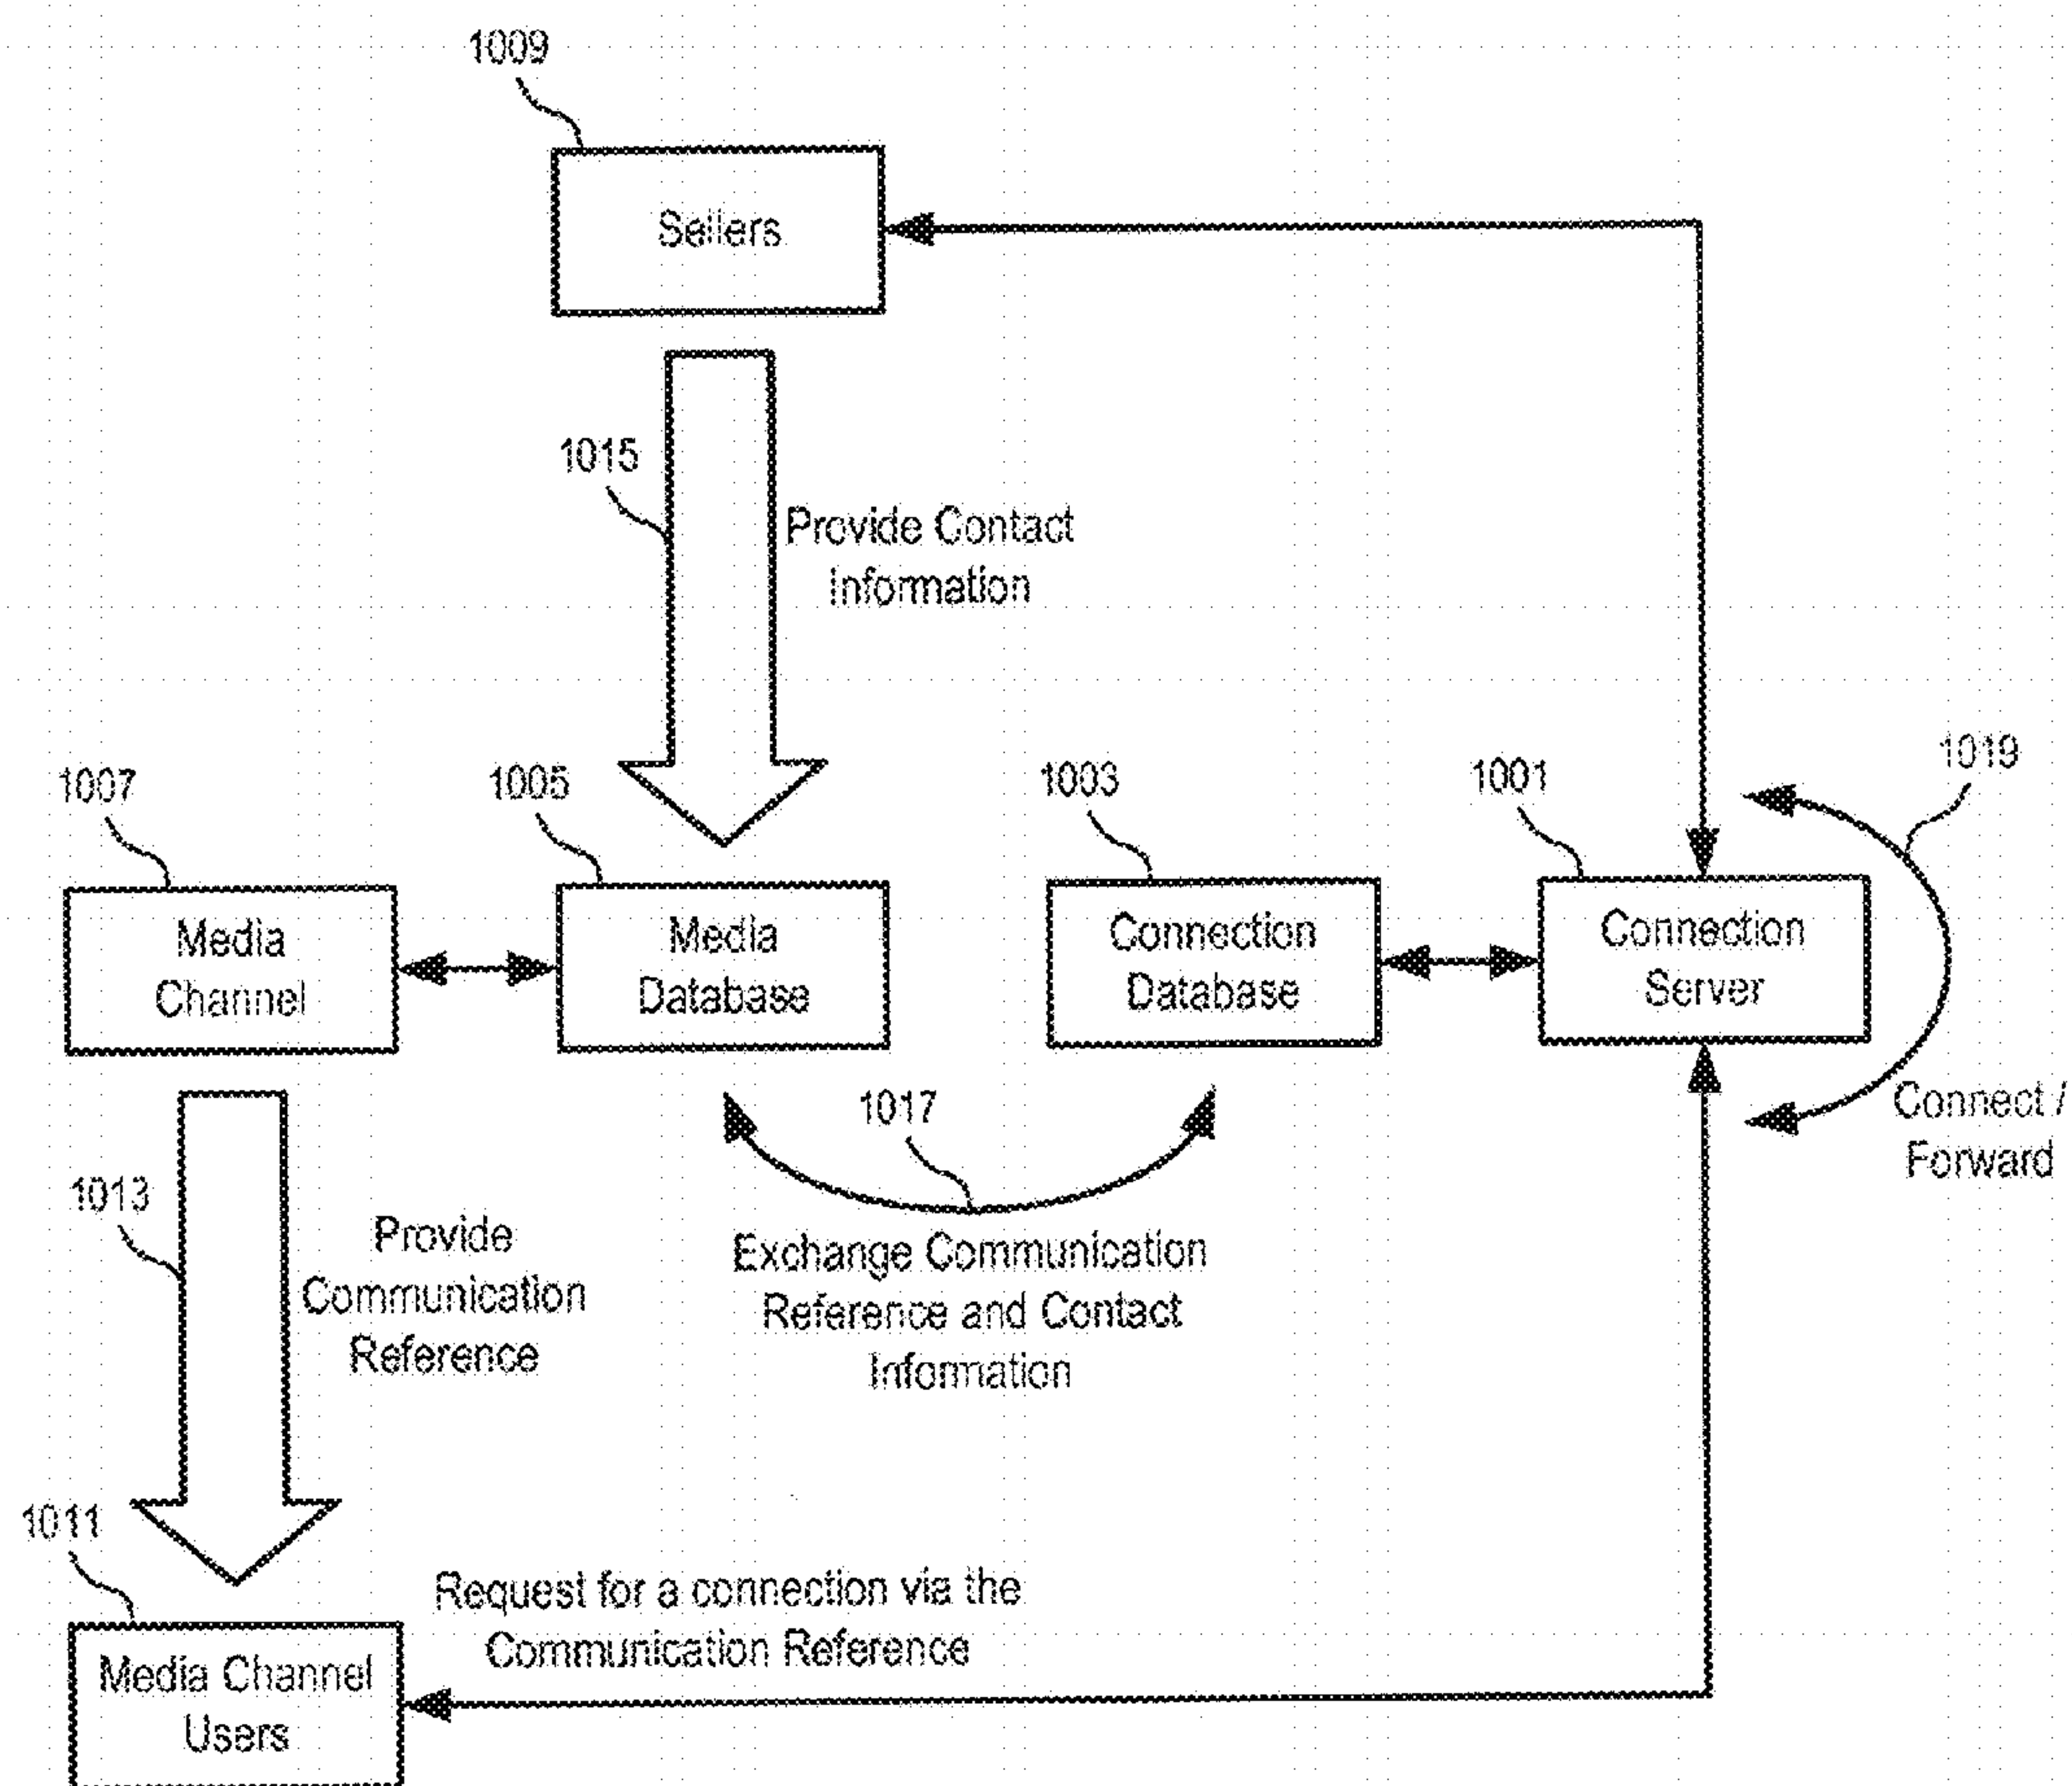 1009
Sellers
1015
Provide Contact
Information
1007
1005
1003
1001
1019
Media
Channel
Media
Database
Connection
Database
Connection
Server
1017
Connect /
Forward
1013
Provide
Communication
Reference
Exchange Communication
Reference and Contact
Information
1011
Request for a connection via the
Communication Reference
Media Channel
Users